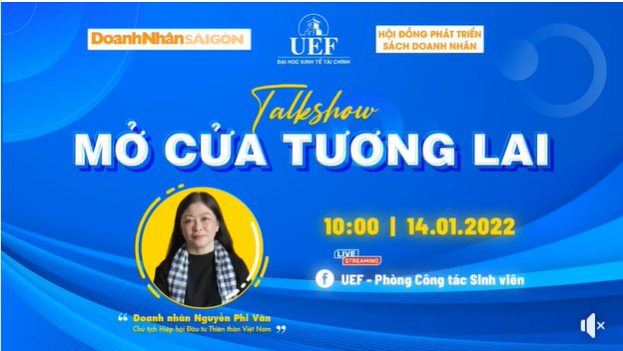 DoanhNhânSÀIGÒN
UEF
ĐẠI HỌC KINH TẾ TÀI CHÍNH
HỘI ĐỒNG PHÁT TRIỂN
SÁCH DOANH NHÂN
Talkshow
MỞ CỬA TƯƠNG LAI
10:00 | 14.01.2022
LIVE
STREAMING
f UEF - Phòng Công tác Sinh viên
“ Doanh nhân Nguyễn Phi Vân
Chủ tịch Hiệp hội Đầu tư Thiên thần Việt Nam ”